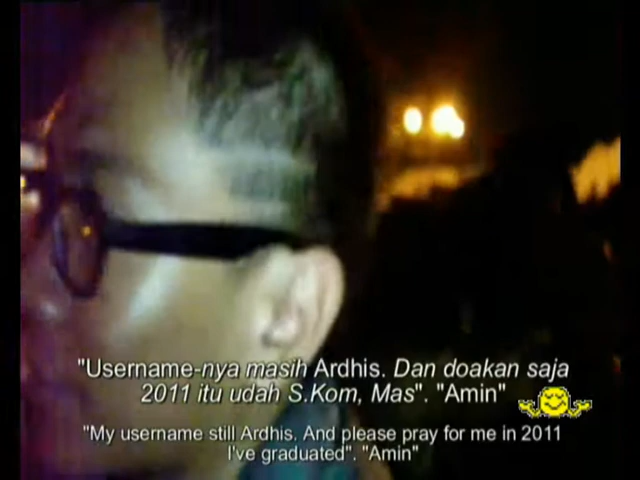 "Username-nya masih Ardhis. Dan doakan saja
2011 itu udah S.Kom, Mas". "Amin"
"My username still Ardhis. And please pray for me in 2011
I've graduated". "Amin"